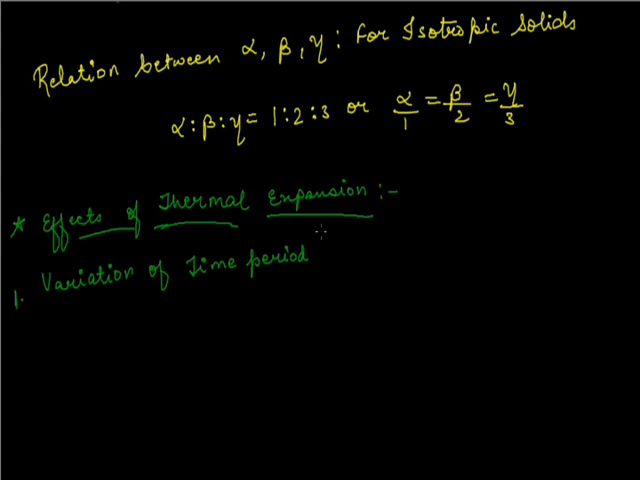 Relation between α, β, γ : For Isotropic Solids
α : β : γ = 1 : 2 : 3 or α/1 = β/2 = γ/3
* Effects of Thermal Expansion :-
1. Variation of Time period